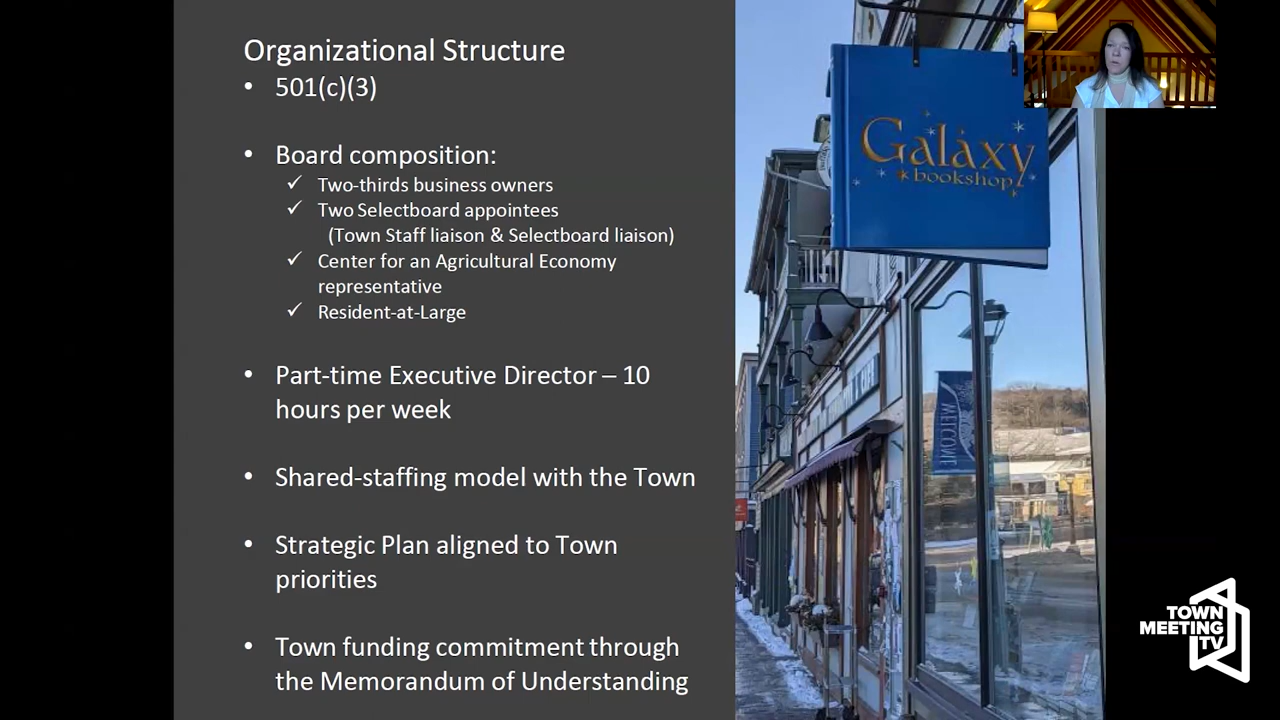 Organizational Structure
• 501(c)(3)
• Board composition:
✓ Two-thirds business owners
✓ Two Selectboard appointees
(Town Staff liaison & Selectboard liaison)
✓ Center for an Agricultural Economy
representative
✓ Resident-at-Large
• Part-time Executive Director – 10
hours per week
• Shared-staffing model with the Town
• Strategic Plan aligned to Town
priorities
• Town funding commitment through
the Memorandum of Understanding
Galaxy
bookshop
WELCOME
TOWN
MEETING
TV